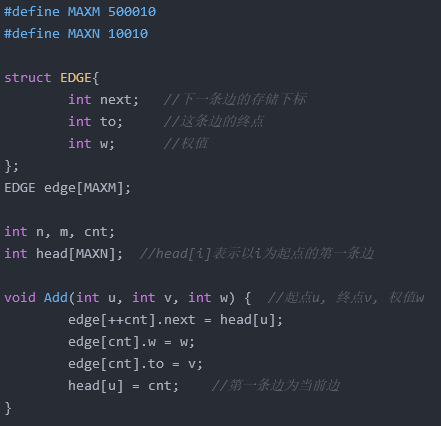 #define MAXM 500010
#define MAXN 10010
struct EDGE{
int next; //下一条边的存储下标
int to; //这条边的终点
int w; //权值
};
EDGE edge[MAXM];
int n, m, cnt;
int head[MAXN]; //head[i]表示以i为起点的第一条边
void Add(int u, int v, int w) { //起点u, 终点v, 权值w
edge[++cnt].next = head[u];
edge[cnt].w = w;
edge[cnt].to = v;
head[u] = cnt; //第一条边为当前边
}